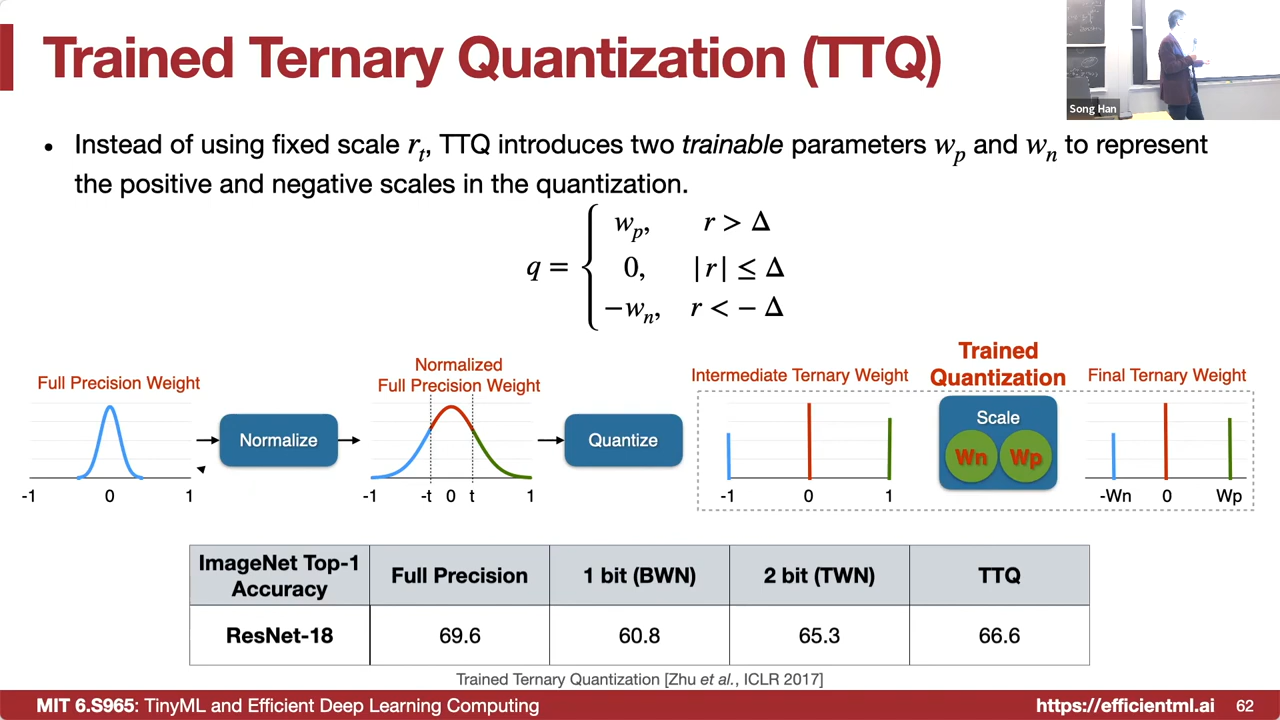 Trained Ternary Quantization (TTQ)
Song Han
• Instead of using fixed scale rₜ, TTQ introduces two trainable parameters wₚ and wₙ to represent
the positive and negative scales in the quantization.
wₚ, r > Δ
q = { 0, |r| ≤ Δ
−wₙ, r < − Δ
Full Precision Weight
-1 0 1
Normalize
Normalized
Full Precision Weight
-1 -t 0 t 1
Quantize
Intermediate Ternary Weight
-1 0 1
Trained
Quantization
Scale
Wn Wp
Final Ternary Weight
-Wn 0 Wp
ImageNet Top-1
Accuracy
Full Precision 1 bit (BWN) 2 bit (TWN) TTQ
ResNet-18 69.6 60.8 65.3 66.6
Trained Ternary Quantization [Zhu et al., ICLR 2017]
MIT 6.S965: TinyML and Efficient Deep Learning Computing https://efficientml.ai 62